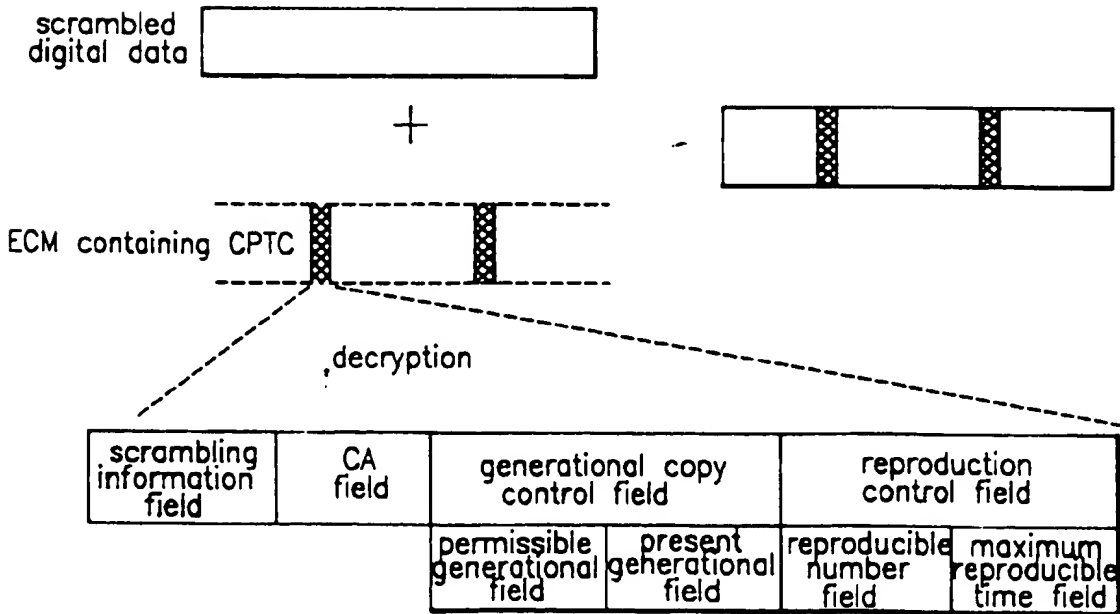 scrambled
digital data
+
ECM containing CPTC
decryption
scrambling
information
field
CA
field
generational copy
control field
reproduction
control field
permissible
generational
field
present
generational
field
reproducible
number
field
maximum
reproducible
time field